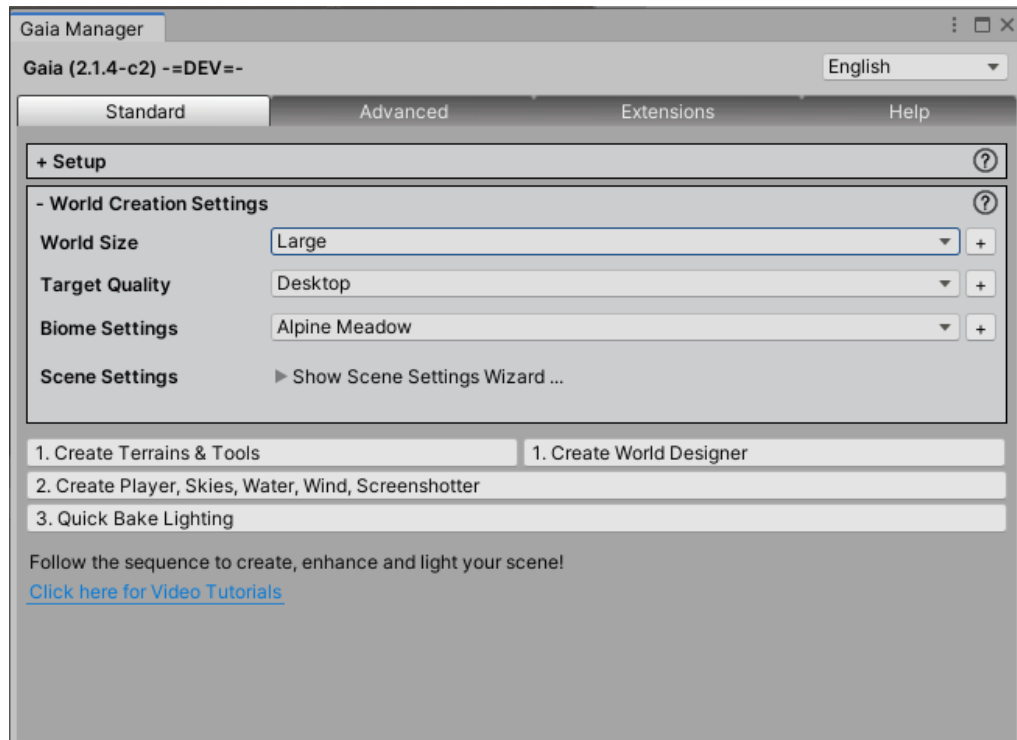 Gaia Manager
Gaia (2.1.4-c2) -=DEV=-
English
Standard Advanced Extensions Help
+ Setup ?
- World Creation Settings ?
World Size Large +
Target Quality Desktop +
Biome Settings Alpine Meadow +
Scene Settings Show Scene Settings Wizard ...
1. Create Terrains & Tools 1. Create World Designer
2. Create Player, Skies, Water, Wind, Screenshotter
3. Quick Bake Lighting
Follow the sequence to create, enhance and light your scene!
Click here for Video Tutorials